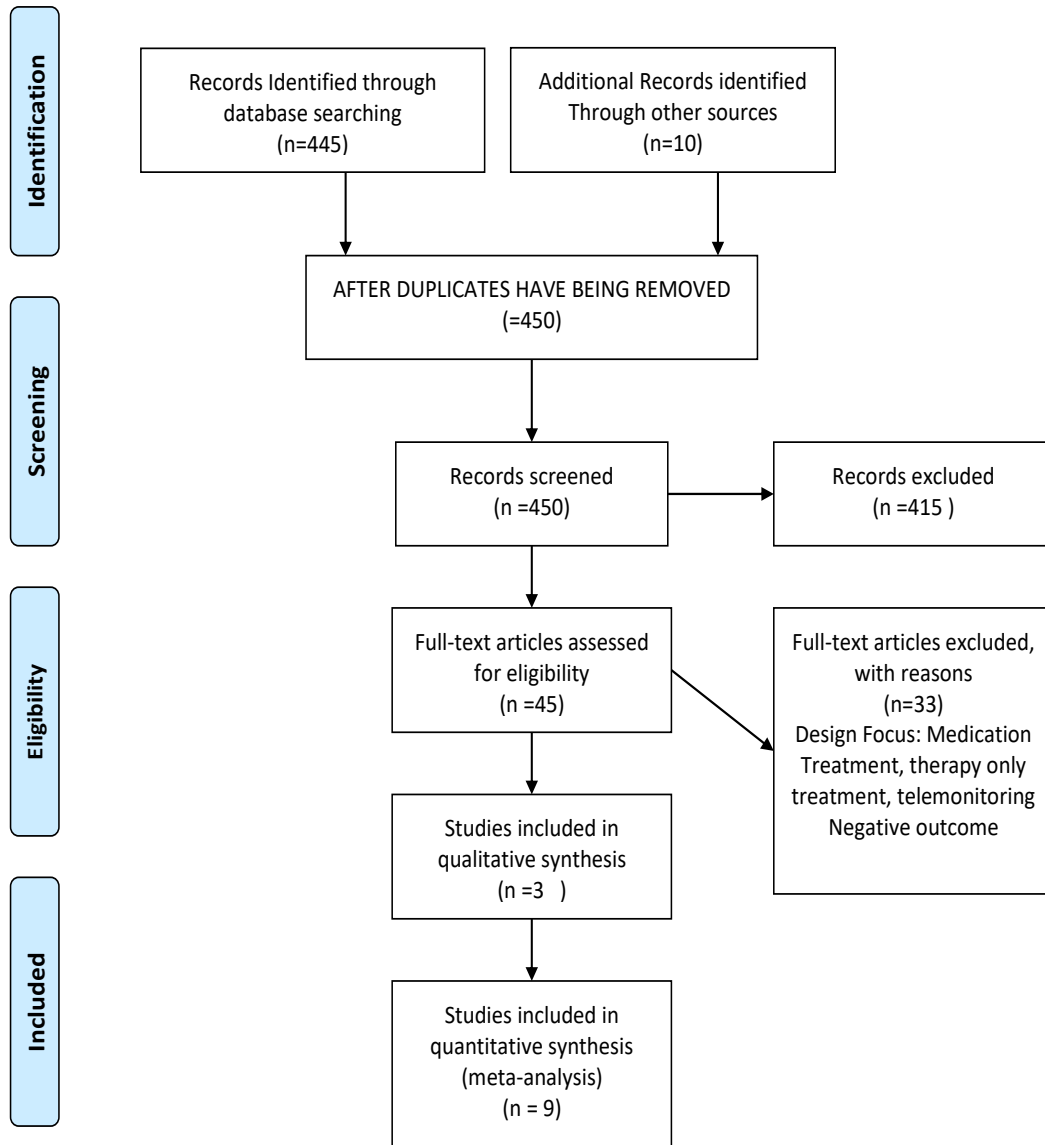 Identification
Records Identified through
database searching
(n=445)
Additional Records identified
Through other sources
(n=10)
AFTER DUPLICATES HAVE BEING REMOVED
(=450)
Screening
Records screened
(n =450)
Records excluded
(n =415 )
Eligibility
Full-text articles assessed
for eligibility
(n =45)
Full-text articles excluded,
with reasons
(n=33)
Design Focus: Medication
Treatment, therapy only
treatment, telemonitoring
Negative outcome
Studies included in
qualitative synthesis
(n =3 )
Included
Studies included in
quantitative synthesis
(meta-analysis)
(n = 9)